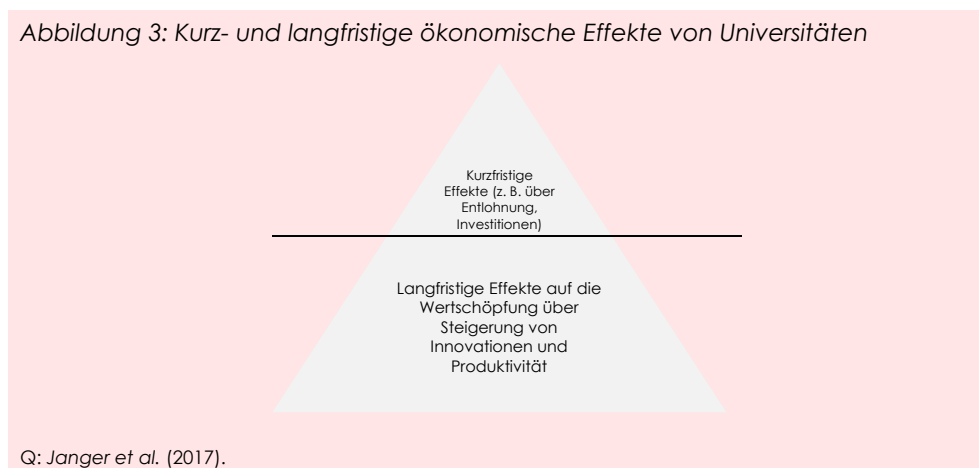 Abbildung 3: Kurz- und langfristige ökonomische Effekte von Universitäten
Kurzfristige
Effekte (z. B. über
Entlohnung,
Investitionen)
Langfristige Effekte auf die
Wertschöpfung über
Steigerung von
Innovationen und
Produktivität
Q: Janger et al. (2017).